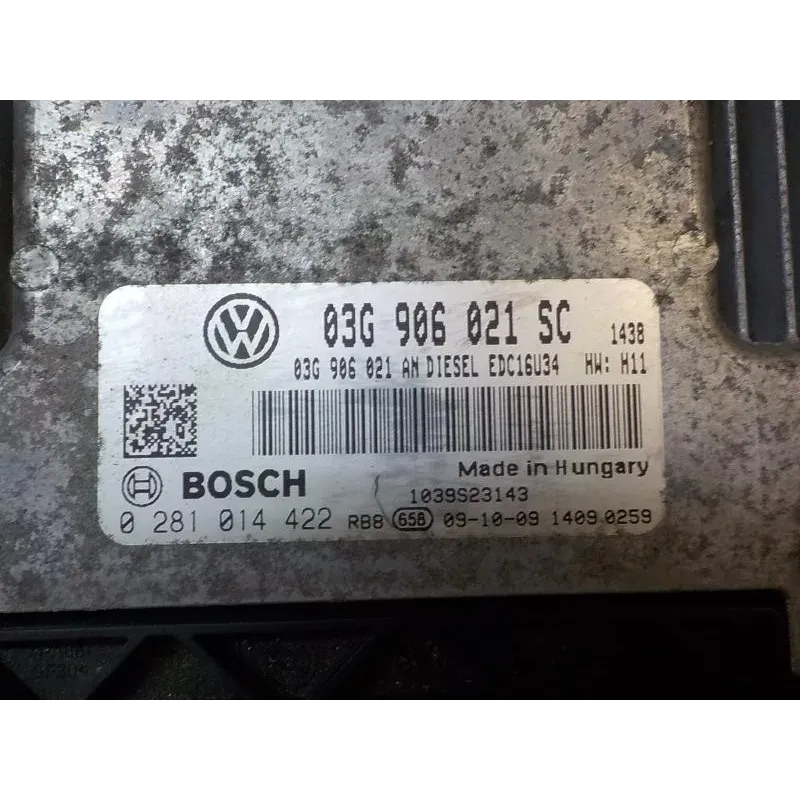 03G 906 021 SC 1438
03G 906 021 AN DIESEL EDC16U34 HW: H11
Made in Hungary
BOSCH
1039S23143
0 281 014 422 RB8 658 09-10-09 1409 0259